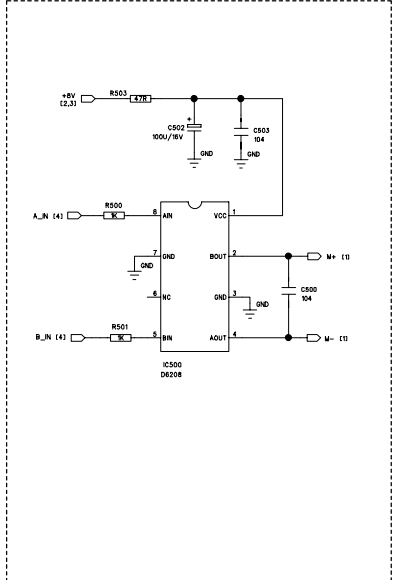 R503
+8V
[2,3]
47R
+
C502
100U/16V
GND
C503
104
GND
R500
A_IN [4]
1K
8 AIN
VCC 1
7 GND
GND
BOUT 2
M+ [1]
6 NC
GND 3
GND
C500
104
R501
B_IN [4]
1K
5 BIN
AOUT 4
M- [1]
IC500
D6208